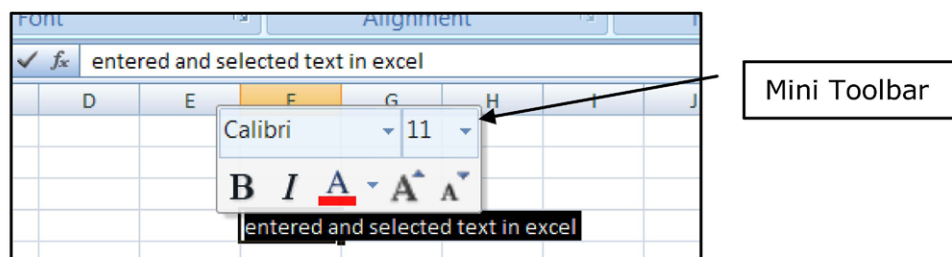 Font Alignment
fx entered and selected text in excel
D E F G H I J
Mini Toolbar
Calibri 11
B I A A A
entered and selected text in excel